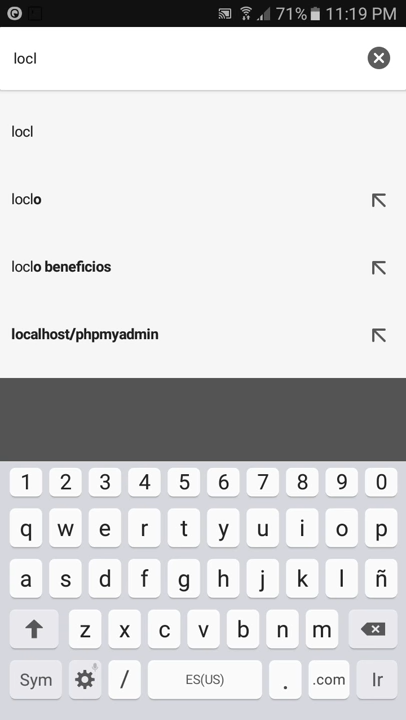 71% 11:19 PM
locl
locl
loclo
loclo beneficios
localhost/phpmyadmin
1 2 3 4 5 6 7 8 9 0
q w e r t y u i o p
a s d f g h j k l ñ
z x c v b n m
Sym / ES(US) . .com Ir